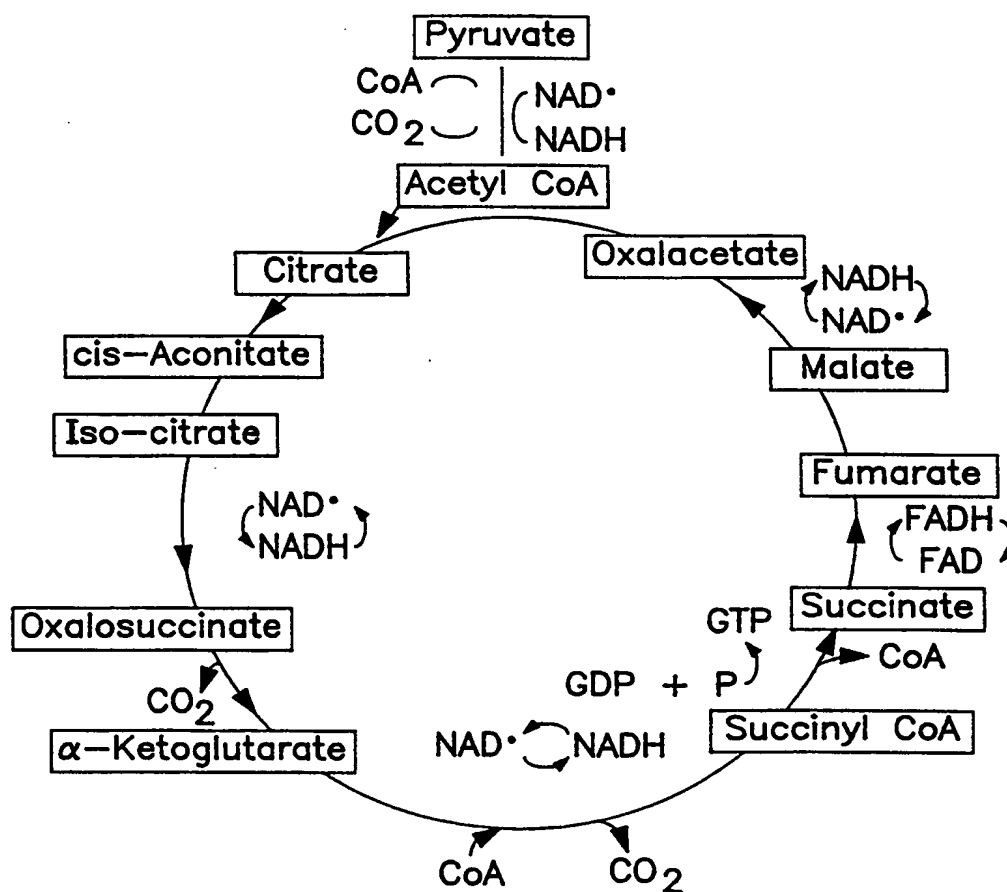 Pyruvate
CoA
NAD•
CO2
NADH
Acetyl CoA
Oxalacetate
Citrate
NADH
NAD•
cis-Aconitate
Malate
Iso-citrate
Fumarate
NAD•
NADH
FADH
FAD
Succinate
Oxalosuccinate
GTP
CoA
CO2
GDP + P
α-Ketoglutarate
NAD•
NADH
Succinyl CoA
CoA
CO2